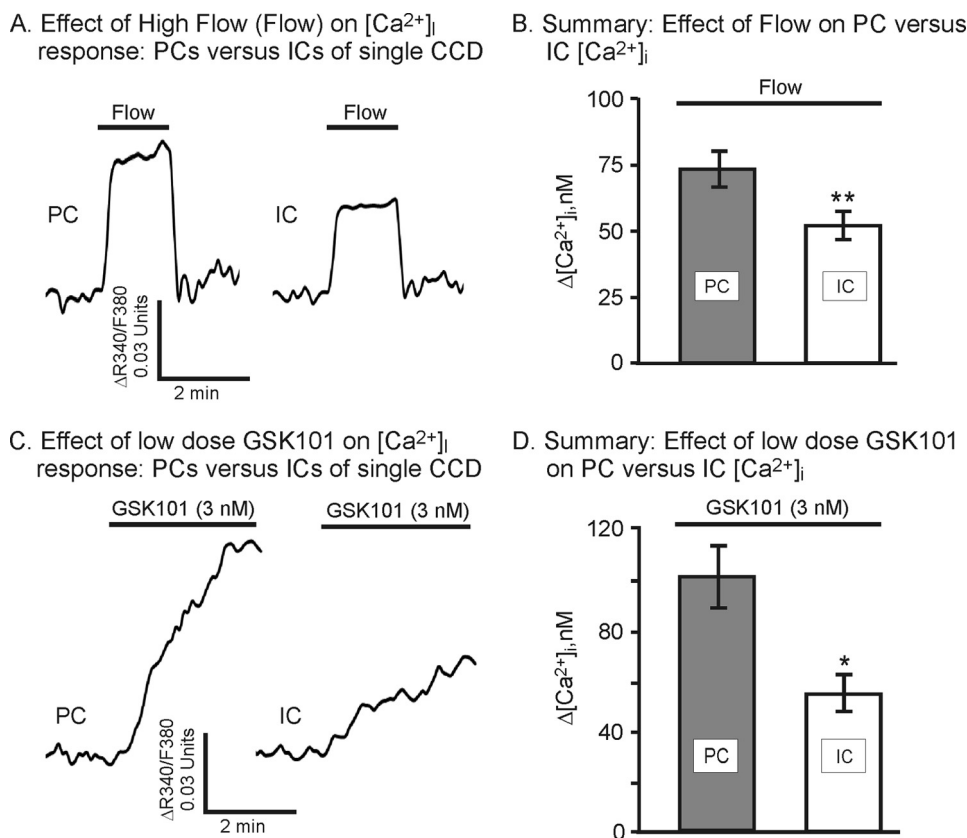 A. Effect of High Flow (Flow) on [Ca²⁺]ₗ
response: PCs versus ICs of single CCD
Flow
Flow
PC
IC
ΔR340/F380
0.03 Units
2 min
B. Summary: Effect of Flow on PC versus
IC [Ca²⁺]ᵢ
Flow
100
75
50
25
0
Δ[Ca²⁺]ᵢ,nM
**
PC
IC
C. Effect of low dose GSK101 on [Ca²⁺]ₗ
response: PCs versus ICs of single CCD
GSK101 (3 nM)
GSK101 (3 nM)
PC
IC
ΔR340/F380
0.03 Units
2 min
D. Summary: Effect of low dose GSK101
on PC versus IC [Ca²⁺]ᵢ
GSK101 (3 nM)
120
80
40
0
Δ[Ca²⁺]ᵢ,nM
*
PC
IC